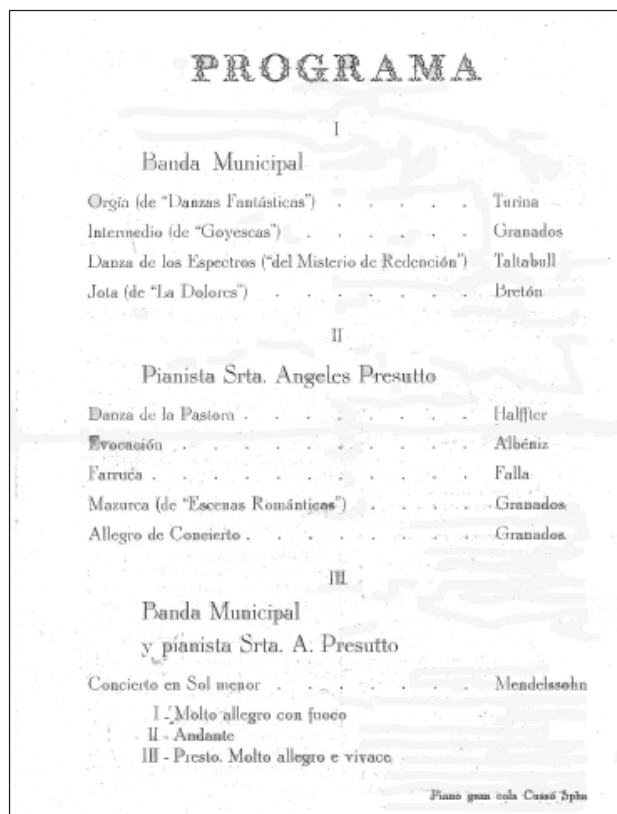 PROGRAMA
I
Banda Municipal
Orgía (de "Danzas Fantásticas") . . . . . Turina
Intermedio (de "Goyescas") . . . . . . Granados
Danza de los Espectros ("del Misterio de Redención") Taltabull
Jota (de "La Dolores") . . . . . . . Bretón
II
Pianista Srta. Angeles Presutto
Danza de la Pastora . . . . . . . . Halffter
Evocación . . . . . . . . . . Albéniz
Farruca . . . . . . . . . . . Falla
Mazurca (de "Escenas Románticas") . . . . Granados
Allegro de Concierto . . . . . . . . Granados
III
Banda Municipal
y pianista Srta. A. Presutto
Concierto en Sol menor . . . . . . . Mendelssohn
I - Molto allegro con fuoco
II - Andante
III - Presto. Molto allegro e vivace
Piano gran cola Cussó Sfha